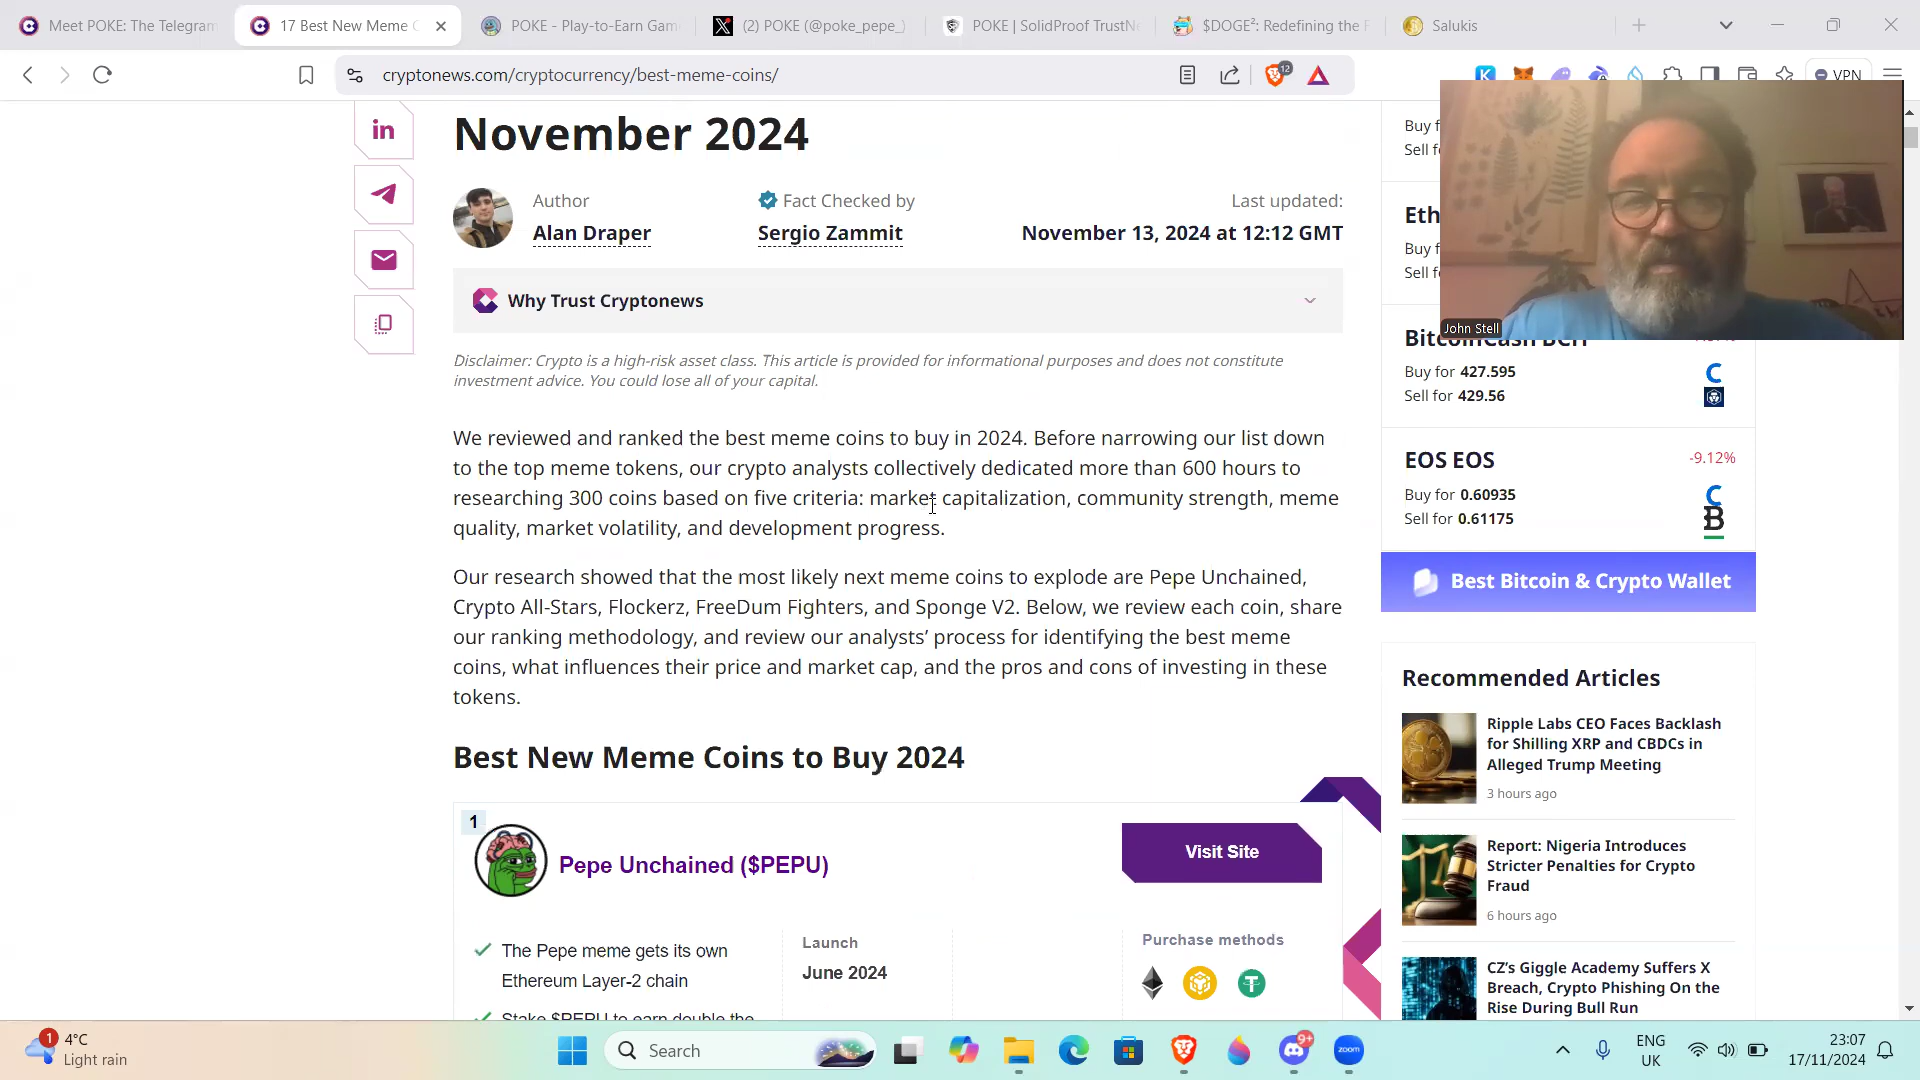 Meet POKE: The Telegram
17 Best New Meme C
POKE - Play-to-Earn Gam
(2) POKE (@poke_pepe_)
POKE | SolidProof TrustN
$DOGE²: Redefining the F
Salukis
cryptonews.com/cryptocurrency/best-meme-coins/
12
VPN
November 2024
Author
Alan Draper
Fact Checked by
Sergio Zammit
Last updated:
November 13, 2024 at 12:12 GMT
Why Trust Cryptonews
Disclaimer: Crypto is a high-risk asset class. This article is provided for informational purposes and does not constitute
investment advice. You could lose all of your capital.
We reviewed and ranked the best meme coins to buy in 2024. Before narrowing our list down
to the top meme tokens, our crypto analysts collectively dedicated more than 600 hours to
researching 300 coins based on five criteria: market capitalization, community strength, meme
quality, market volatility, and development progress.
Our research showed that the most likely next meme coins to explode are Pepe Unchained,
Crypto All-Stars, Flockerz, FreeDum Fighters, and Sponge V2. Below, we review each coin, share
our ranking methodology, and review our analysts’ process for identifying the best meme
coins, what influences their price and market cap, and the pros and cons of investing in these
tokens.
Best New Meme Coins to Buy 2024
1
Pepe Unchained ($PEPU)
Visit Site
The Pepe meme gets its own
Ethereum Layer-2 chain
Stake $PEPU to earn double the
Launch
June 2024
Purchase methods
Buy f
Sell fo
Eth
Buy f
Sell f
John Stell
BitcoinCash BCH
Buy for 427.595
Sell for 429.56
EOS EOS
-9.12%
Buy for 0.60935
Sell for 0.61175
Best Bitcoin & Crypto Wallet
Recommended Articles
Ripple Labs CEO Faces Backlash
for Shilling XRP and CBDCs in
Alleged Trump Meeting
3 hours ago
Report: Nigeria Introduces
Stricter Penalties for Crypto
Fraud
6 hours ago
CZ’s Giggle Academy Suffers X
Breach, Crypto Phishing On the
Rise During Bull Run
1
4°C
Light rain
Search
9+
zoom
ENG
UK
23:07
17/11/2024